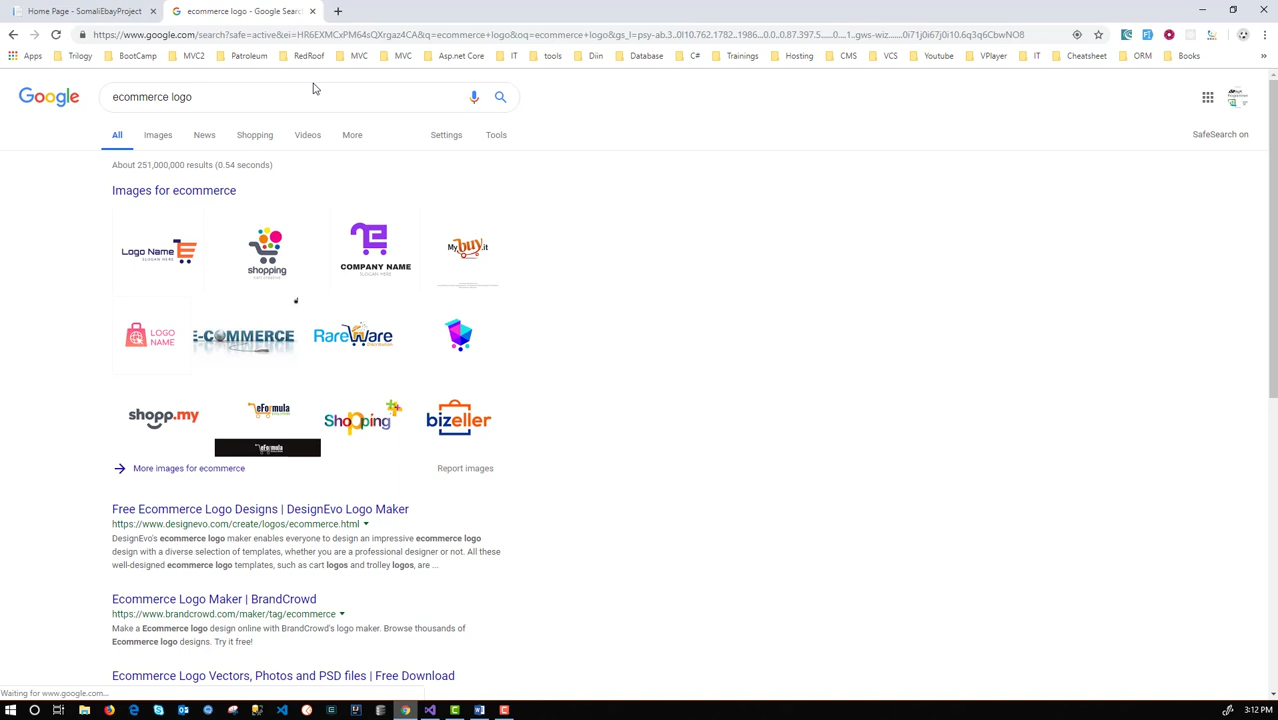 Home Page - SomaliEbayProject
ecommerce logo - Google Search
https://www.google.com/search?safe=active&ei=HR6EXMCxPM64sQXrgaz4CA&q=ecommerce+logo&oq=ecommerce+logo&gs_l=psy-ab.3..0l10.762.1782..1986...0.0..0.87.397.5......0....1..gws-wiz.......0i71j0i67j0i10.6q3q6CbwNO8
Apps Trilogy BootCamp MVC2 Patroleum RedRoof MVC MVC Asp.net Core IT tools Diin Database C# Trainings Hosting CMS VCS Youtube VPlayer IT Cheatsheet ORM Books
Google
ecommerce logo
All Images News Shopping Videos More Settings Tools
SafeSearch on
About 251,000,000 results (0.54 seconds)
Images for ecommerce
Logo Name
SLOGAN HERE
shopping
COMPANY NAME
SLOGAN HERE
My buy.it
LOGO
NAME
E-COMMERCE
RareWare
shopp.my
eFormula
eFormula
Shopping
bizeller
More images for ecommerce
Report images
Free Ecommerce Logo Designs | DesignEvo Logo Maker
https://www.designevo.com/create/logos/ecommerce.html
DesignEvo's ecommerce logo maker enables everyone to design an impressive ecommerce logo
design with a diverse selection of templates, whether you are a professional designer or not. All these
well-designed ecommerce logo templates, such as cart logos and trolley logos, are ...
Ecommerce Logo Maker | BrandCrowd
https://www.brandcrowd.com/maker/tag/ecommerce
Make a Ecommerce logo design online with BrandCrowd's logo maker. Browse thousands of
Ecommerce logo designs. Try it free!
Ecommerce Logo Vectors, Photos and PSD files | Free Download
Waiting for www.google.com...
3:12 PM